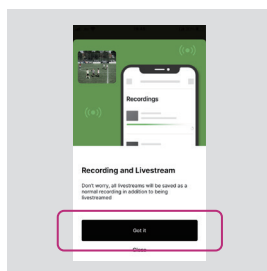 Recordings
Recording and Livestream
Don't worry, all livestreams will be saved as a
normal recording in addition to being
livestreamed
Got it
Close